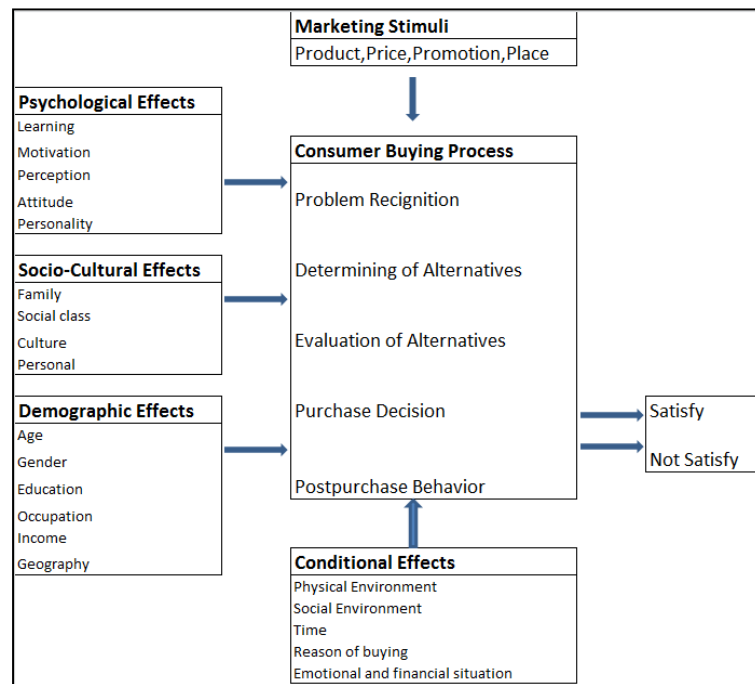 Marketing Stimuli
Product,Price,Promotion,Place
Psychological Effects
Learning
Motivation
Perception
Attitude
Personality
Socio-Cultural Effects
Family
Social class
Culture
Personal
Demographic Effects
Age
Gender
Education
Occupation
Income
Geography
Consumer Buying Process
Problem Recignition
Determining of Alternatives
Evaluation of Alternatives
Purchase Decision
Postpurchase Behavior
Satisfy
Not Satisfy
Conditional Effects
Physical Environment
Social Environment
Time
Reason of buying
Emotional and financial situation